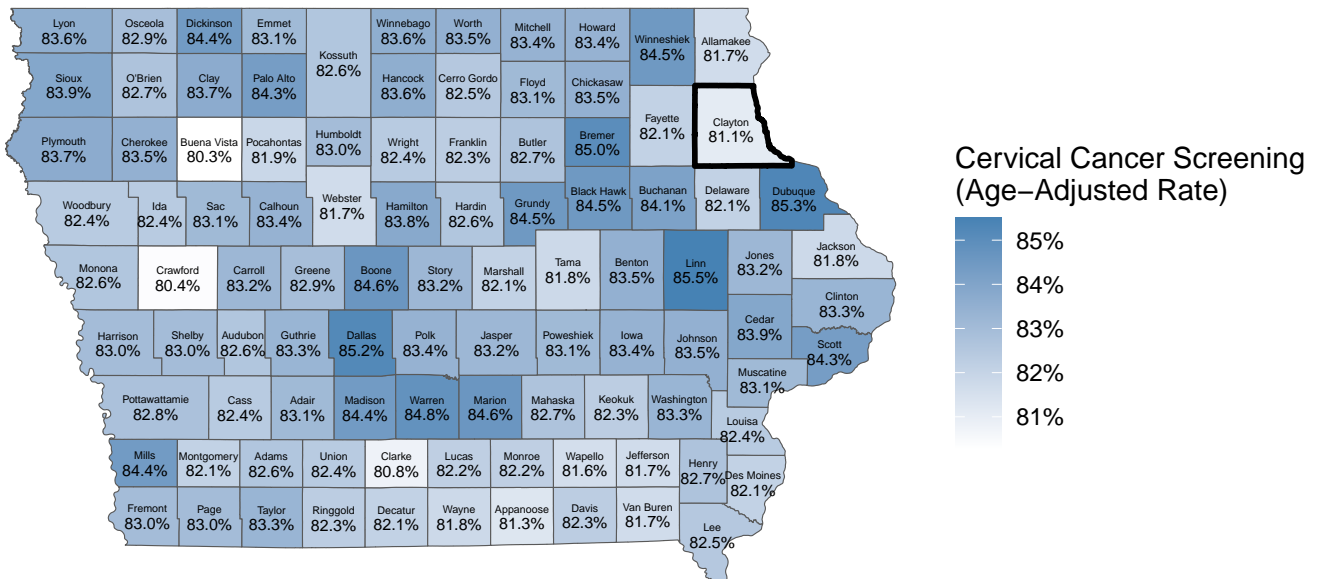 Lyon
83.6%
Osceola
82.9%
Dickinson
84.4%
Emmet
83.1%
Kossuth
82.6%
Winnebago
83.6%
Worth
83.5%
Mitchell
83.4%
Howard
83.4%
Winneshiek
84.5%
Allamakee
81.7%
Sioux
83.9%
O'Brien
82.7%
Clay
83.7%
Palo Alto
84.3%
Hancock
83.6%
Cerro Gordo
82.5%
Floyd
83.1%
Chickasaw
83.5%
Fayette
82.1%
Clayton
81.1%
Plymouth
83.7%
Cherokee
83.5%
Buena Vista
80.3%
Pocahontas
81.9%
Humboldt
83.0%
Wright
82.4%
Franklin
82.3%
Butler
82.7%
Bremer
85.0%
Woodbury
82.4%
Ida
82.4%
Sac
83.1%
Calhoun
83.4%
Webster
81.7%
Hamilton
83.8%
Hardin
82.6%
Grundy
84.5%
Black Hawk
84.5%
Buchanan
84.1%
Delaware
82.1%
Dubuque
85.3%
Monona
82.6%
Crawford
80.4%
Carroll
83.2%
Greene
82.9%
Boone
84.6%
Story
83.2%
Marshall
82.1%
Tama
81.8%
Benton
83.5%
Linn
85.5%
Jones
83.2%
Jackson
81.8%
Clinton
83.3%
Harrison
83.0%
Shelby
83.0%
Audubon
82.6%
Guthrie
83.3%
Dallas
85.2%
Polk
83.4%
Jasper
83.2%
Poweshiek
83.1%
Iowa
83.4%
Johnson
83.5%
Cedar
83.9%
Scott
84.3%
Muscatine
83.1%
Pottawattamie
82.8%
Cass
82.4%
Adair
83.1%
Madison
84.4%
Warren
84.8%
Marion
84.6%
Mahaska
82.7%
Keokuk
82.3%
Washington
83.3%
Louisa
82.4%
Mills
84.4%
Montgomery
82.1%
Adams
82.6%
Union
82.4%
Clarke
80.8%
Lucas
82.2%
Monroe
82.2%
Wapello
81.6%
Jefferson
81.7%
Henry
82.7%
Des Moines
82.1%
Fremont
83.0%
Page
83.0%
Taylor
83.3%
Ringgold
82.3%
Decatur
82.1%
Wayne
81.8%
Appanoose
81.3%
Davis
82.3%
Van Buren
81.7%
Lee
82.5%
Cervical Cancer Screening
(Age−Adjusted Rate)
85%
84%
83%
82%
81%